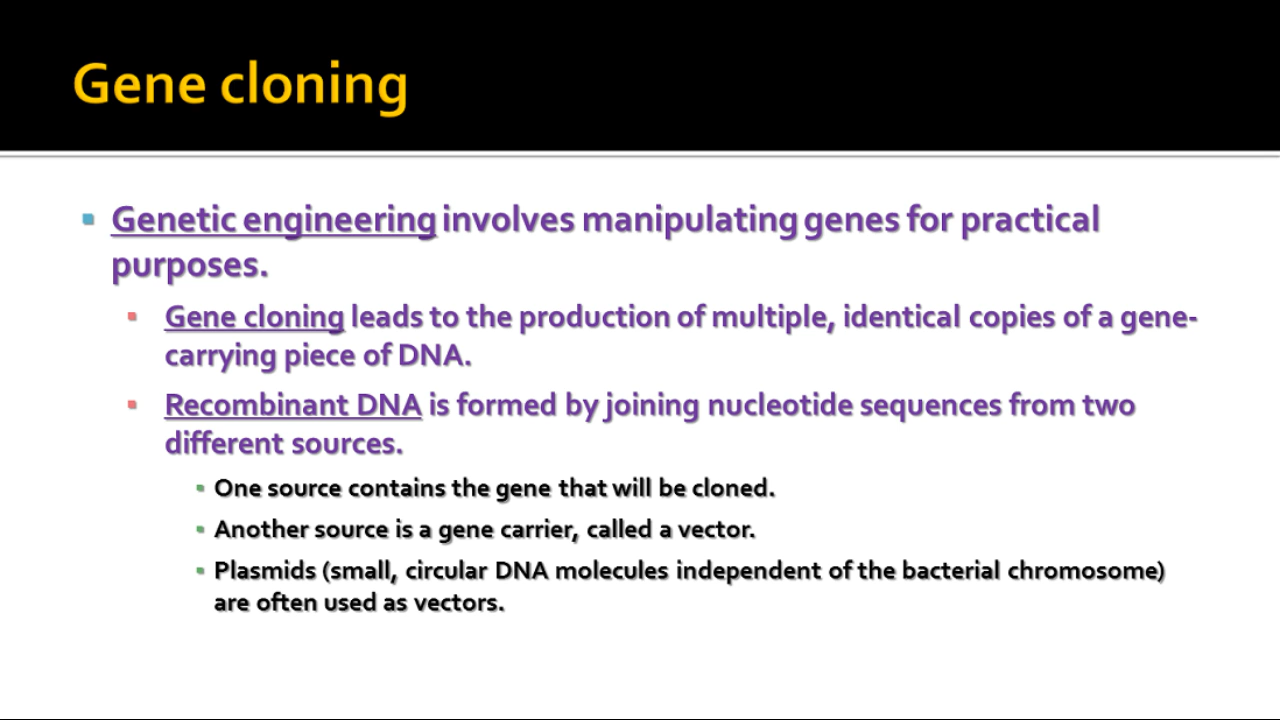 Gene cloning
Genetic engineering involves manipulating genes for practical
purposes.
Gene cloning leads to the production of multiple, identical copies of a gene-
carrying piece of DNA.
Recombinant DNA is formed by joining nucleotide sequences from two
different sources.
One source contains the gene that will be cloned.
Another source is a gene carrier, called a vector.
Plasmids (small, circular DNA molecules independent of the bacterial chromosome)
are often used as vectors.